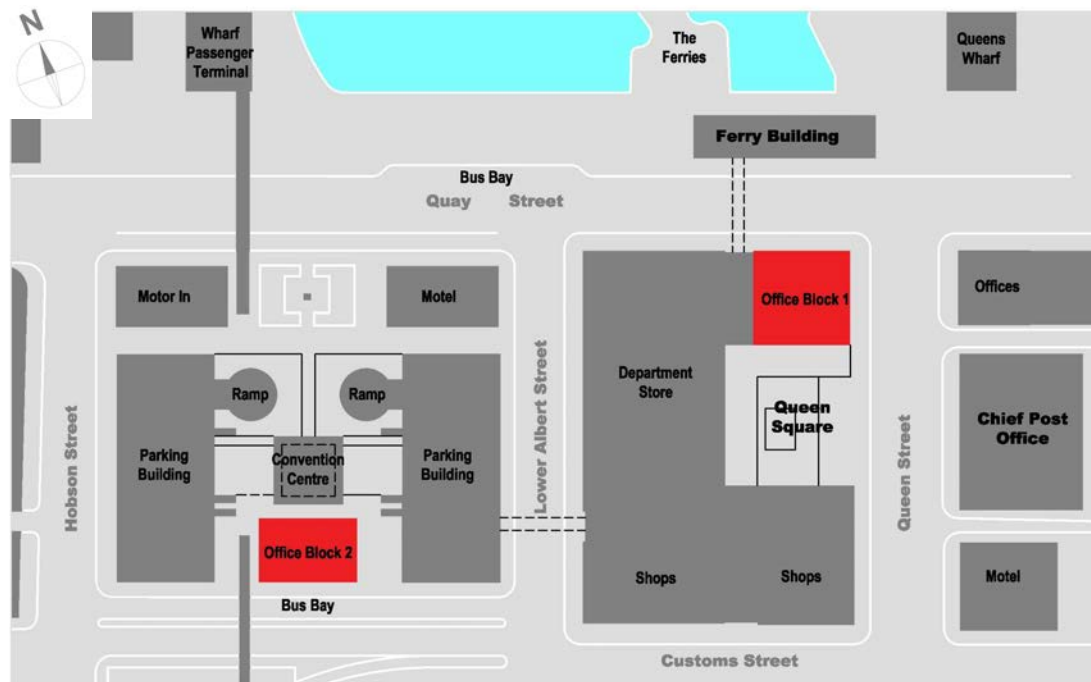 N
Wharf
Passenger
Terminal
The
Ferries
Queens
Wharf
Ferry Building
Bus Bay
Quay Street
Motor In
Motel
Office Block 1
Offices
Department
Store
Ramp
Ramp
Queen
Square
Chief Post
Office
Hobson Street
Parking
Building
Convention
Centre
Parking
Building
Lower Albert Street
Queen Street
Office Block 2
Shops
Shops
Motel
Bus Bay
Customs Street